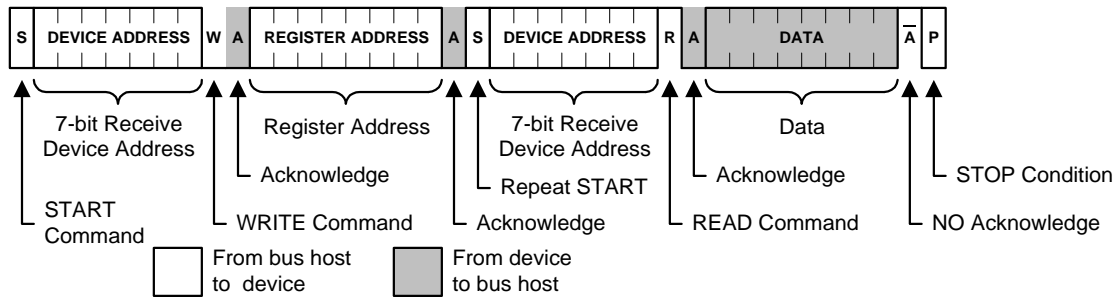 S DEVICE ADDRESS W A REGISTER ADDRESS A S DEVICE ADDRESS R A DATA A̅ P
7-bit Receive
Device Address
Register Address
7-bit Receive
Device Address
Data
Acknowledge
Repeat START
Acknowledge
STOP Condition
START
Command
WRITE Command
Acknowledge
READ Command
NO Acknowledge
From bus host
to device
From device
to bus host